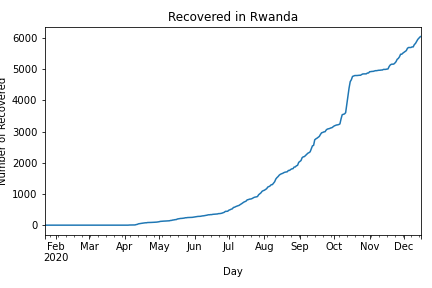 Recovered in Rwanda
Number of Recovered
6000
5000
4000
3000
2000
1000
0
Feb Mar Apr May Jun Jul Aug Sep Oct Nov Dec
2020
Day